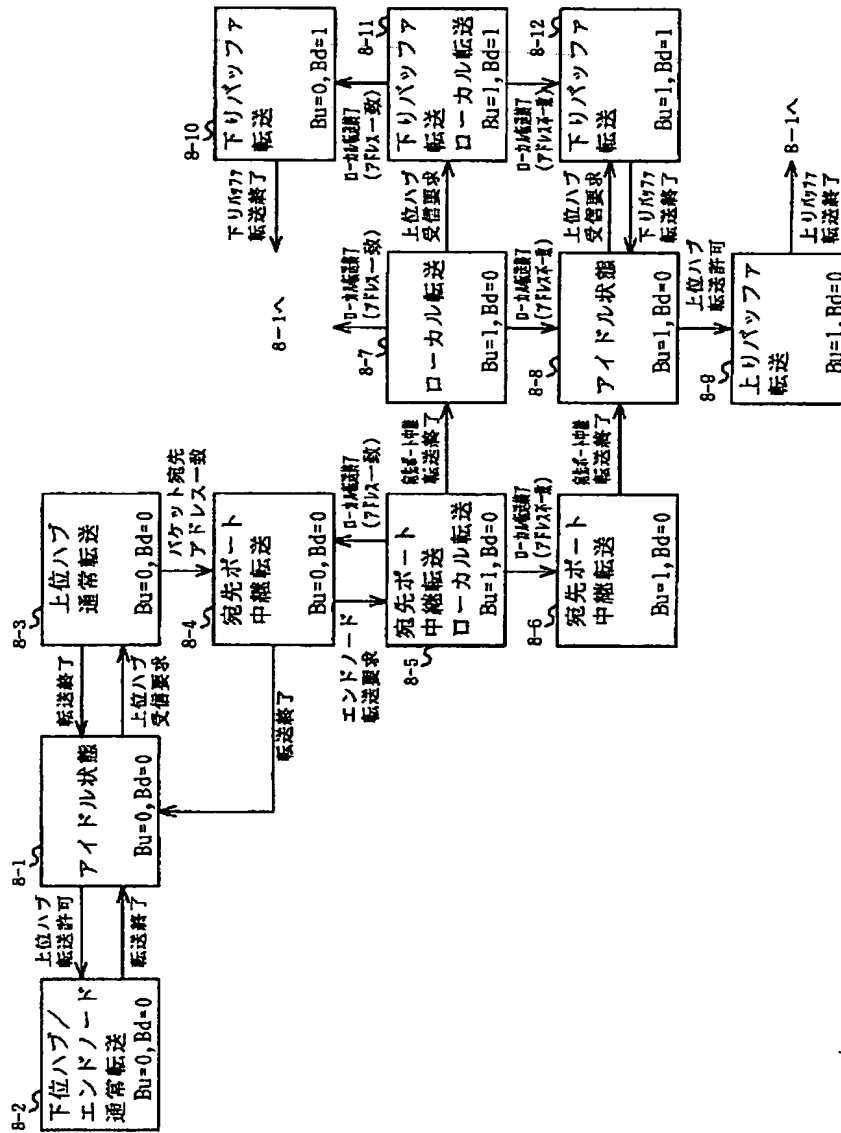 8-2
下位ハブ/
エンドノード
通常転送
Bu=0, Bd=0
上位ハブ
転送許可
転送終了
8-1
アイドル状態
Bu=0, Bd=0
転送終了
上位ハブ
受信要求
8-3
上位ハブ
通常転送
Bu=0, Bd=0
パケット宛先
アドレス一致
8-4
宛先ポート
中継転送
Bu=0, Bd=0
転送終了
エンドノード
転送要求
ローカル転送終了
(アドレス一致)
8-5
宛先ポート
中継転送
ローカル転送
Bu=1, Bd=0
ローカル転送終了
(アドレス不一致)
8-6
宛先ポート
中継転送
Bu=1, Bd=0
宛先ポート中継
転送終了
宛先ポート中継
転送終了
8-1へ
ローカル転送終了
(アドレス一致)
8-7
ローカル転送
Bu=1, Bd=0
ローカル転送終了
(アドレス不一致)
8-8
アイドル状態
Bu=1, Bd=0
上位ハブ
転送許可
8-9
上りバッファ
転送
Bu=1, Bd=0
上りバッファ
転送終了
8-1へ
下りバッファ
転送終了
8-10
下りバッファ
転送
Bu=0, Bd=1
ローカル転送終了
(アドレス一致)
上位ハブ
受信要求
8-11
下りバッファ
転送
ローカル転送
Bu=1, Bd=1
ローカル転送終了
(アドレス不一致)
上位ハブ
受信要求
下りバッファ
転送終了
8-12
下りバッファ
転送
Bu=1, Bd=1